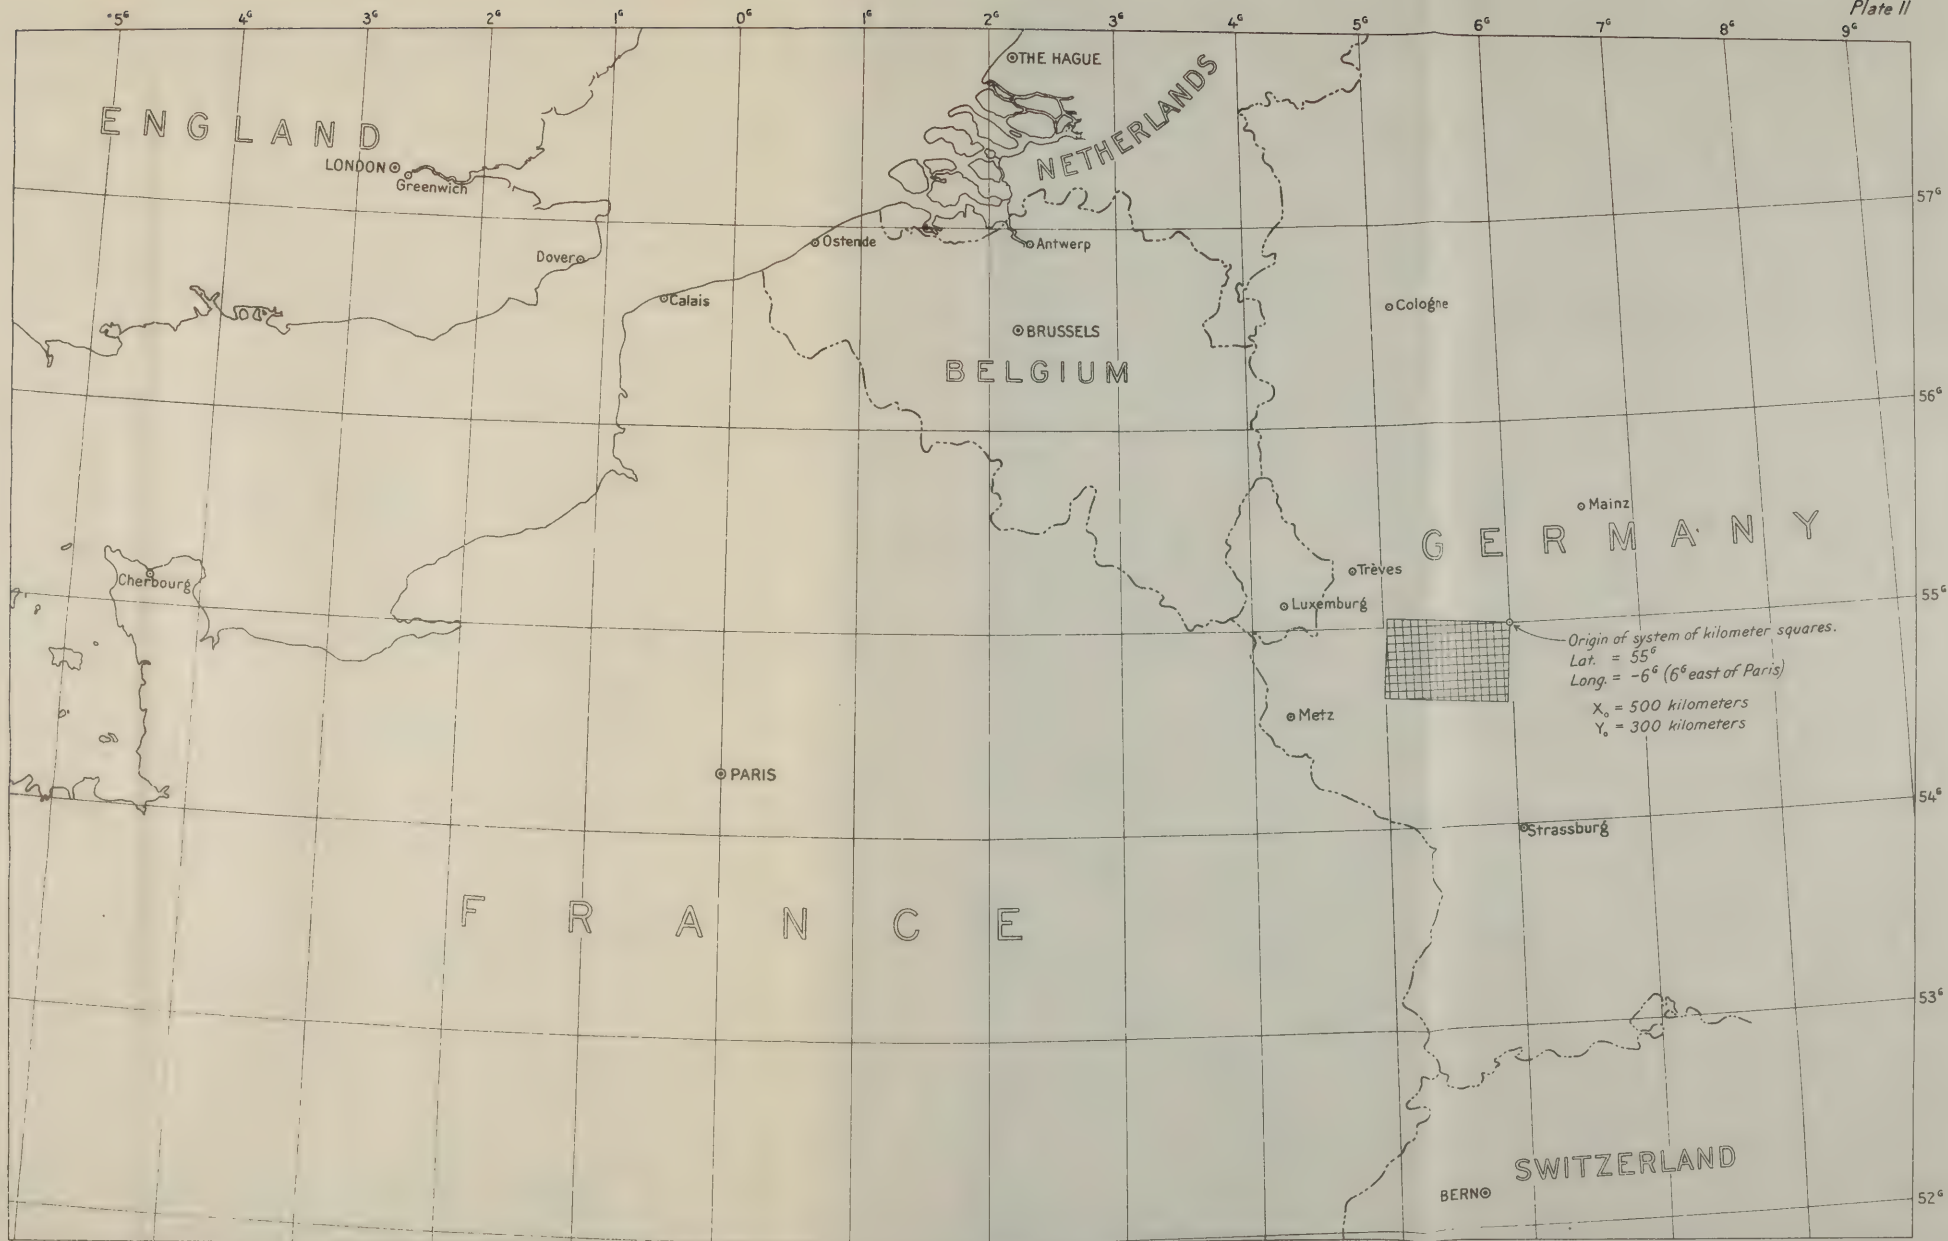 Plate II
5ᴳ 4ᴳ 3ᴳ 2ᴳ 1ᴳ 0ᴳ 1ᴳ 2ᴳ 3ᴳ 4ᴳ 5ᴳ 6ᴳ 7ᴳ 8ᴳ 9ᴳ
THE HAGUE
ENGLAND
NETHERLANDS
LONDON
Greenwich
57ᴳ
Ostende
Antwerp
Dover
Calais
Cologne
BRUSSELS
BELGIUM
56ᴳ
Mainz
GERMANY
Cherbourg
Trèves
55ᴳ
Luxemburg
Origin of system of kilometer squares.
Lat. = 55ᴳ
Long. = -6ᴳ (6ᴳ east of Paris)
X₀ = 500 kilometers
Y₀ = 300 kilometers
Metz
PARIS
54ᴳ
Strassburg
FRANCE
53ᴳ
SWITZERLAND
BERN
52ᴳ